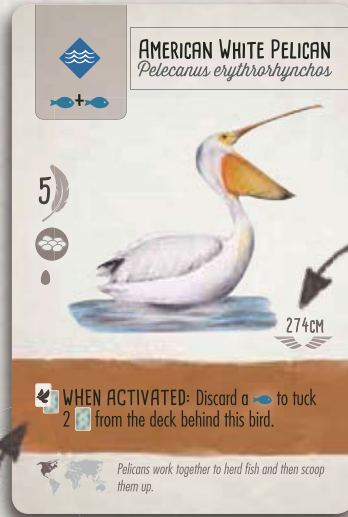 AMERICAN WHITE PELICAN
Pelecanus erythrorhynchos
+
5
274CM
WHEN ACTIVATED: Discard a to tuck
2 from the deck behind this bird.
Pelicans work together to herd fish and then scoop
them up.